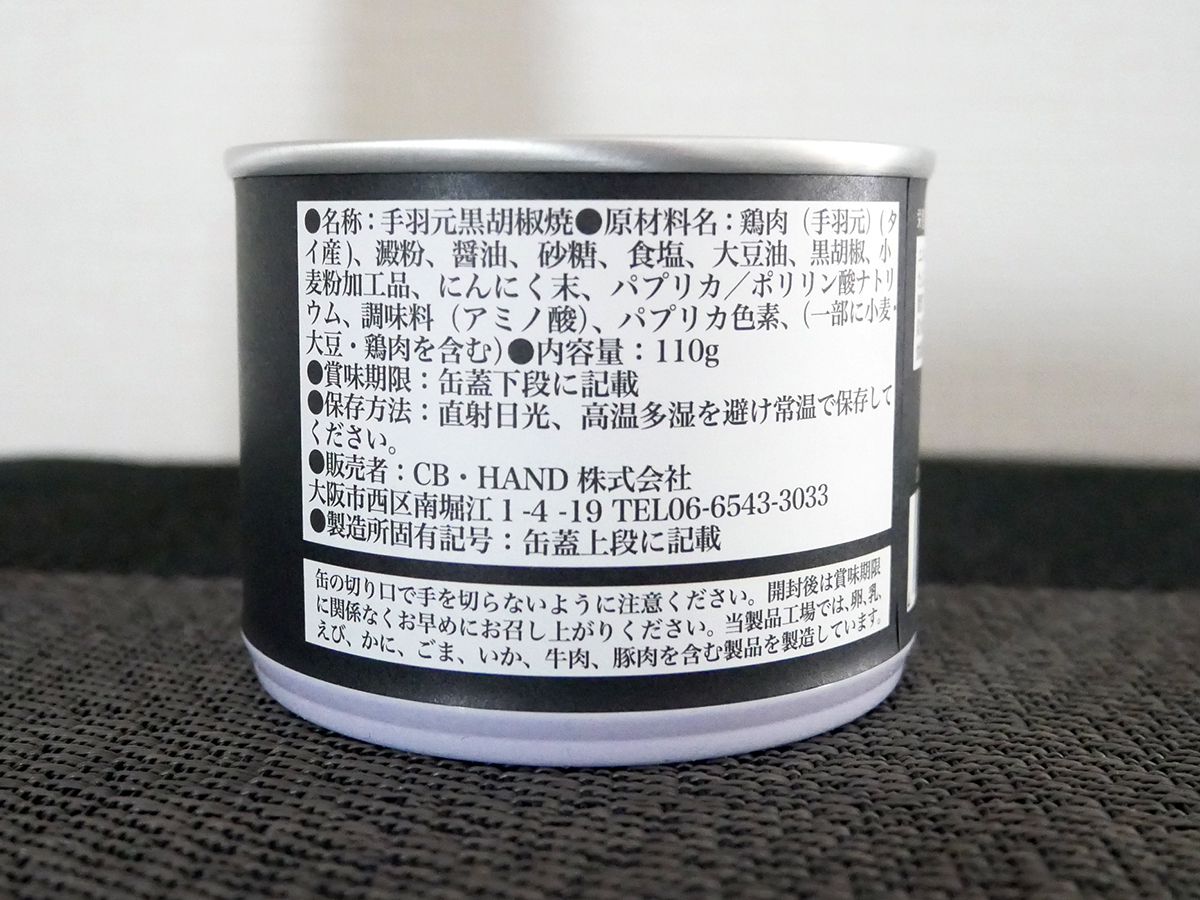 ●名称：手羽元黒胡椒焼●原材料名：鶏肉（手羽元）（タ
イ産）、澱粉、醤油、砂糖、食塩、大豆油、黒胡椒、小
麦粉加工品、にんにく末、パプリカ／ポリリン酸ナトリ
ウム、調味料（アミノ酸）、パプリカ色素、（一部に小麦・
大豆・鶏肉を含む）●内容量：110g
●賞味期限：缶蓋下段に記載
●保存方法：直射日光、高温多湿を避け常温で保存して
ください。
●販売者：CB・HAND 株式会社
大阪市西区南堀江 1 -4 -19 TEL06-6543-3033
●製造所固有記号：缶蓋上段に記載
缶の切り口で手を切らないように注意ください。開封後は賞味期限
に関係なくお早めにお召し上がりください。当製品工場では、卵、乳、
えび、かに、ごま、いか、牛肉、豚肉を含む製品を製造しています。